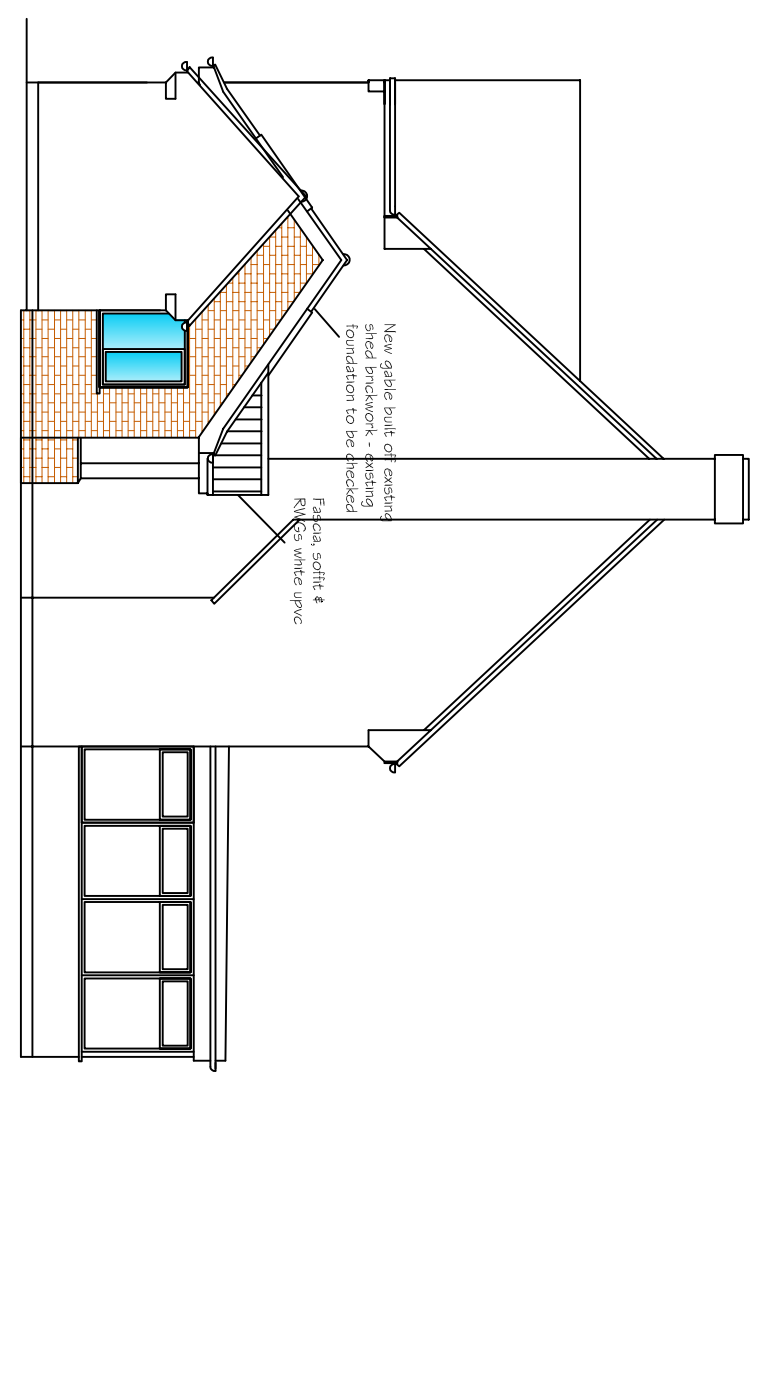 New gable built off existing
shed brickwork - existing
foundation to be checked
Fascia, soffit &
RWGs white upvc